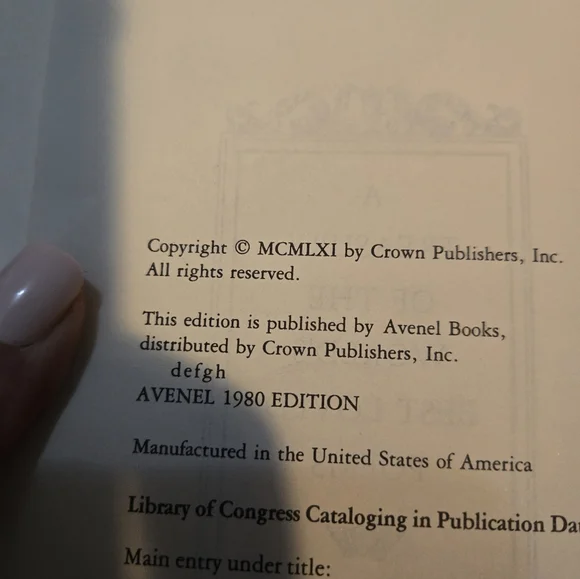 Copyright © MCMLXI by Crown Publishers, Inc.
All rights reserved.
This edition is published by Avenel Books,
distributed by Crown Publishers, Inc.
defgh
AVENEL 1980 EDITION
Manufactured in the United States of America
Library of Congress Cataloging in Publication
Main entry under title: